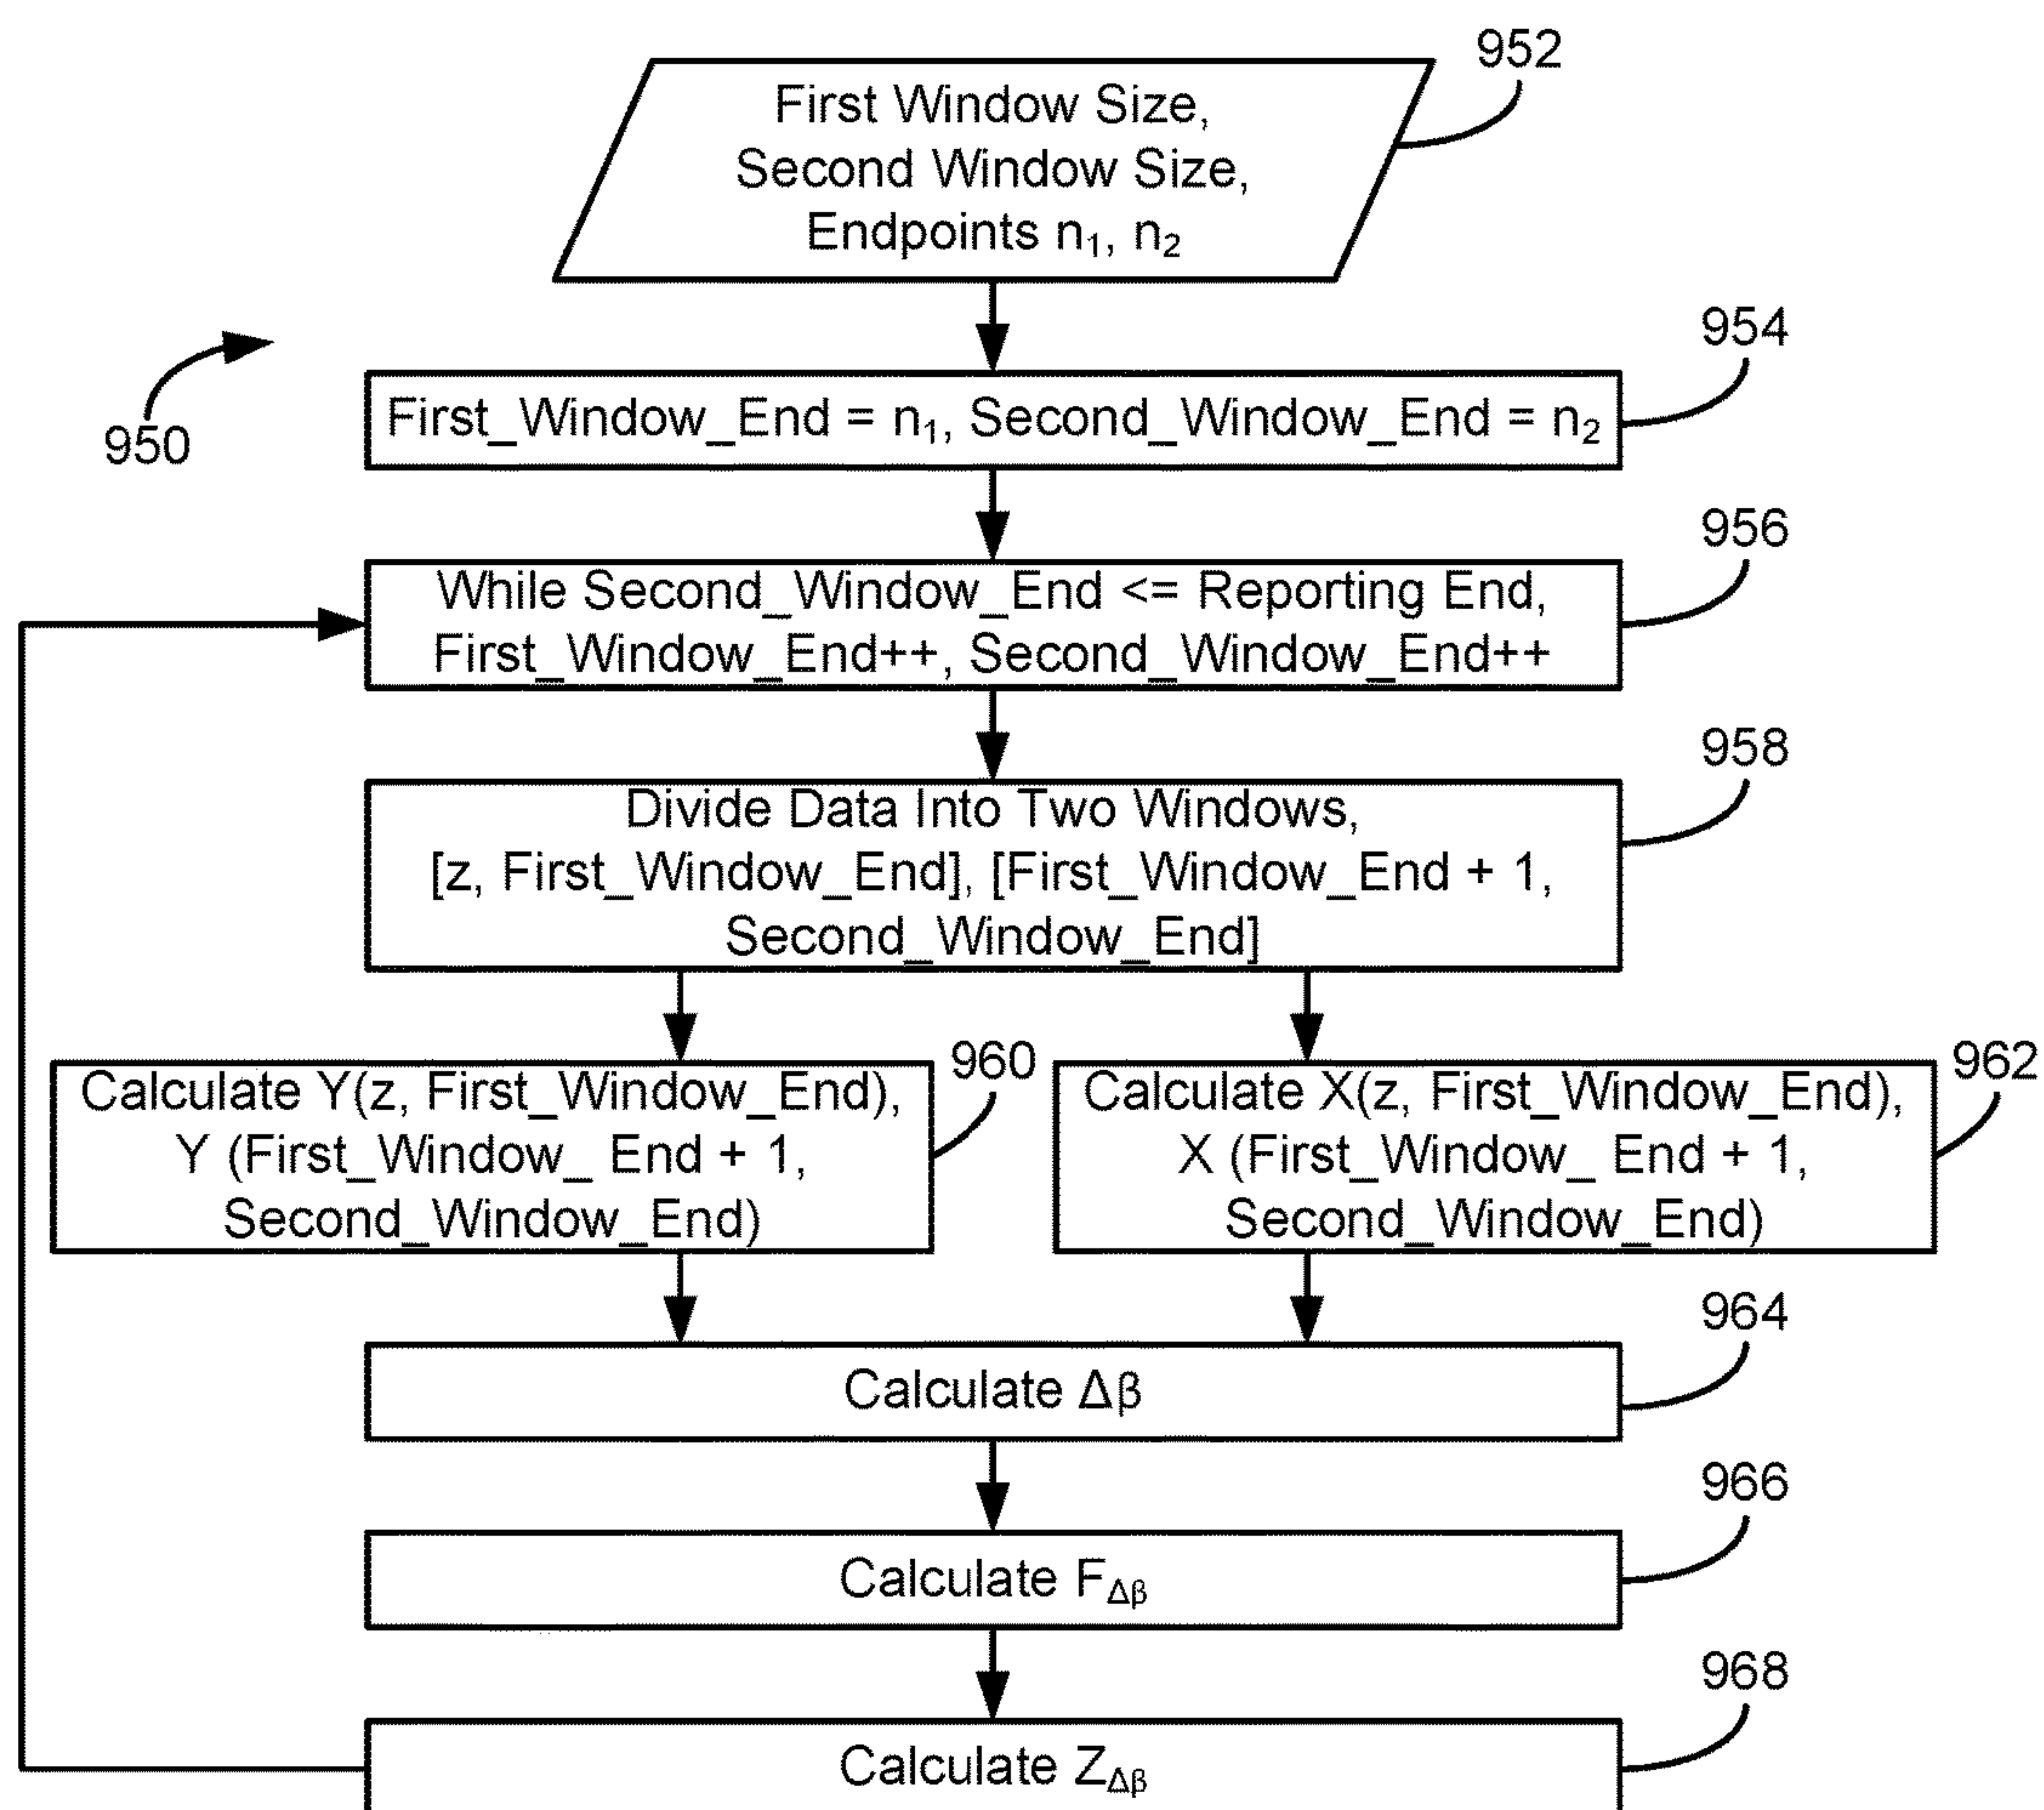 952
First Window Size,
Second Window Size,
Endpoints n₁, n₂
954
950
First_Window_End = n₁, Second_Window_End = n₂
956
While Second_Window_End <= Reporting End,
First_Window_End++, Second_Window_End++
958
Divide Data Into Two Windows,
[z, First_Window_End], [First_Window_End + 1,
Second_Window_End]
960
Calculate Y(z, First_Window_End),
Y (First_Window_ End + 1,
Second_Window_End)
962
Calculate X(z, First_Window_End),
X (First_Window_ End + 1,
Second_Window_End)
964
Calculate Δβ
966
Calculate F_Δβ
968
Calculate Z_Δβ